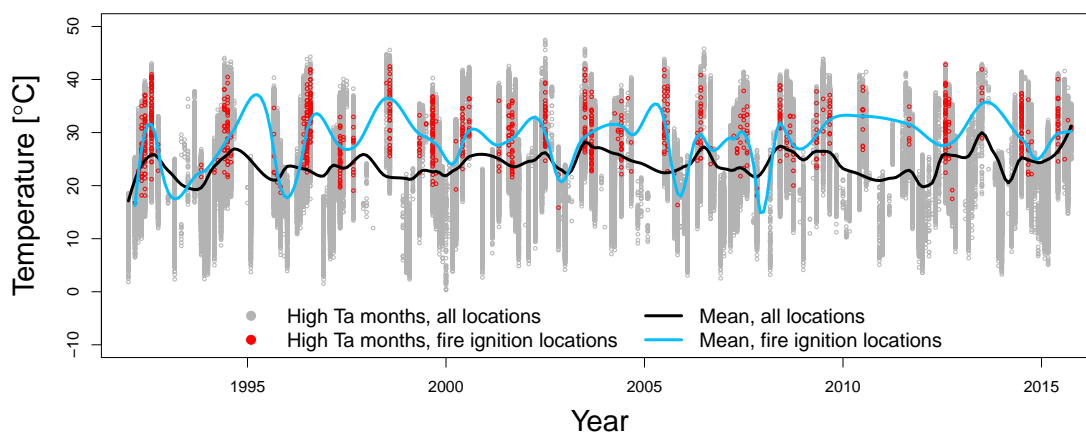 Temperature [°C]
50
40
30
20
10
0
−10
High Ta months, all locations
High Ta months, fire ignition locations
Mean, all locations
Mean, fire ignition locations
1995
2000
2005
2010
2015
Year